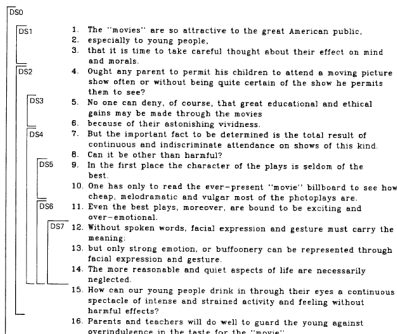 DS0
DS1 1. The "movies" are so attractive to the great American public,
2. especially to young people,
3. that it is time to take careful thought about their effect on mind
and morals.
DS2 4. Ought any parent to permit his children to attend a moving picture
show often or without being quite certain of the show he permits
them to see?
DS3 5. No one can deny, of course, that great educational and ethical
gains may be made through the movies
6. because of their astonishing vividness.
DS4 7. But the important fact to be determined is the total result of
continuous and indiscriminate attendance on shows of this kind.
8. Can it be other than harmful?
DS5 9. In the first place the character of the plays is seldom of the
best.
10. One has only to read the ever-present "movie" billboard to see how
cheap, melodramatic and vulgar most of the photoplays are.
DS6 11. Even the best plays, moreover, are bound to be exciting and
over-emotional.
DS7 12. Without spoken words, facial expression and gesture must carry the
meaning:
13. but only strong emotion, or buffoonery can be represented through
facial expression and gesture.
14. The more reasonable and quiet aspects of life are necessarily
neglected.
15. How can our young people drink in through their eyes a continuous
spectacle of intense and strained activity and feeling without
harmful effects?
16. Parents and teachers will do well to guard the young against
overindulgence in the taste for the "movie".